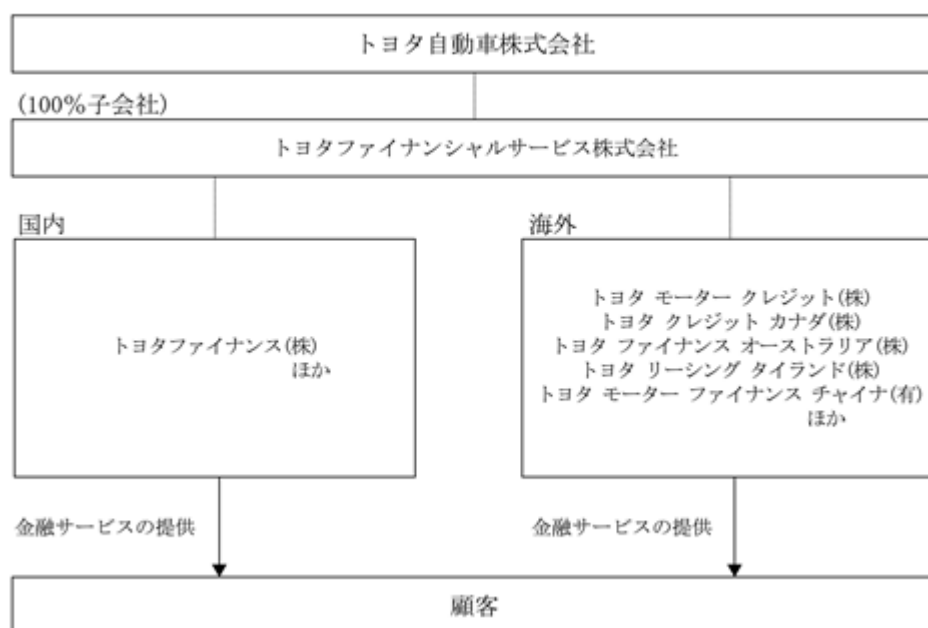 トヨタ自動車株式会社
(100%子会社)
トヨタファイナンシャルサービス株式会社
国内
トヨタファイナンス(株)
ほか
海外
トヨタ モーター クレジット(株)
トヨタ クレジット カナダ(株)
トヨタ ファイナンス オーストラリア(株)
トヨタ リーシング タイランド(株)
トヨタ モーター ファイナンス チャイナ(有)
ほか
金融サービスの提供
金融サービスの提供
顧客